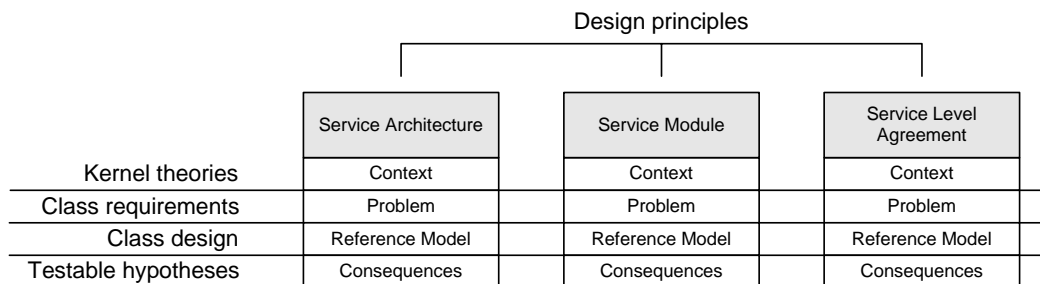 Design principles
Service Architecture
Service Module
Service Level
Agreement
Kernel theories Context Context Context
Class requirements Problem Problem Problem
Class design Reference Model Reference Model Reference Model
Testable hypotheses Consequences Consequences Consequences